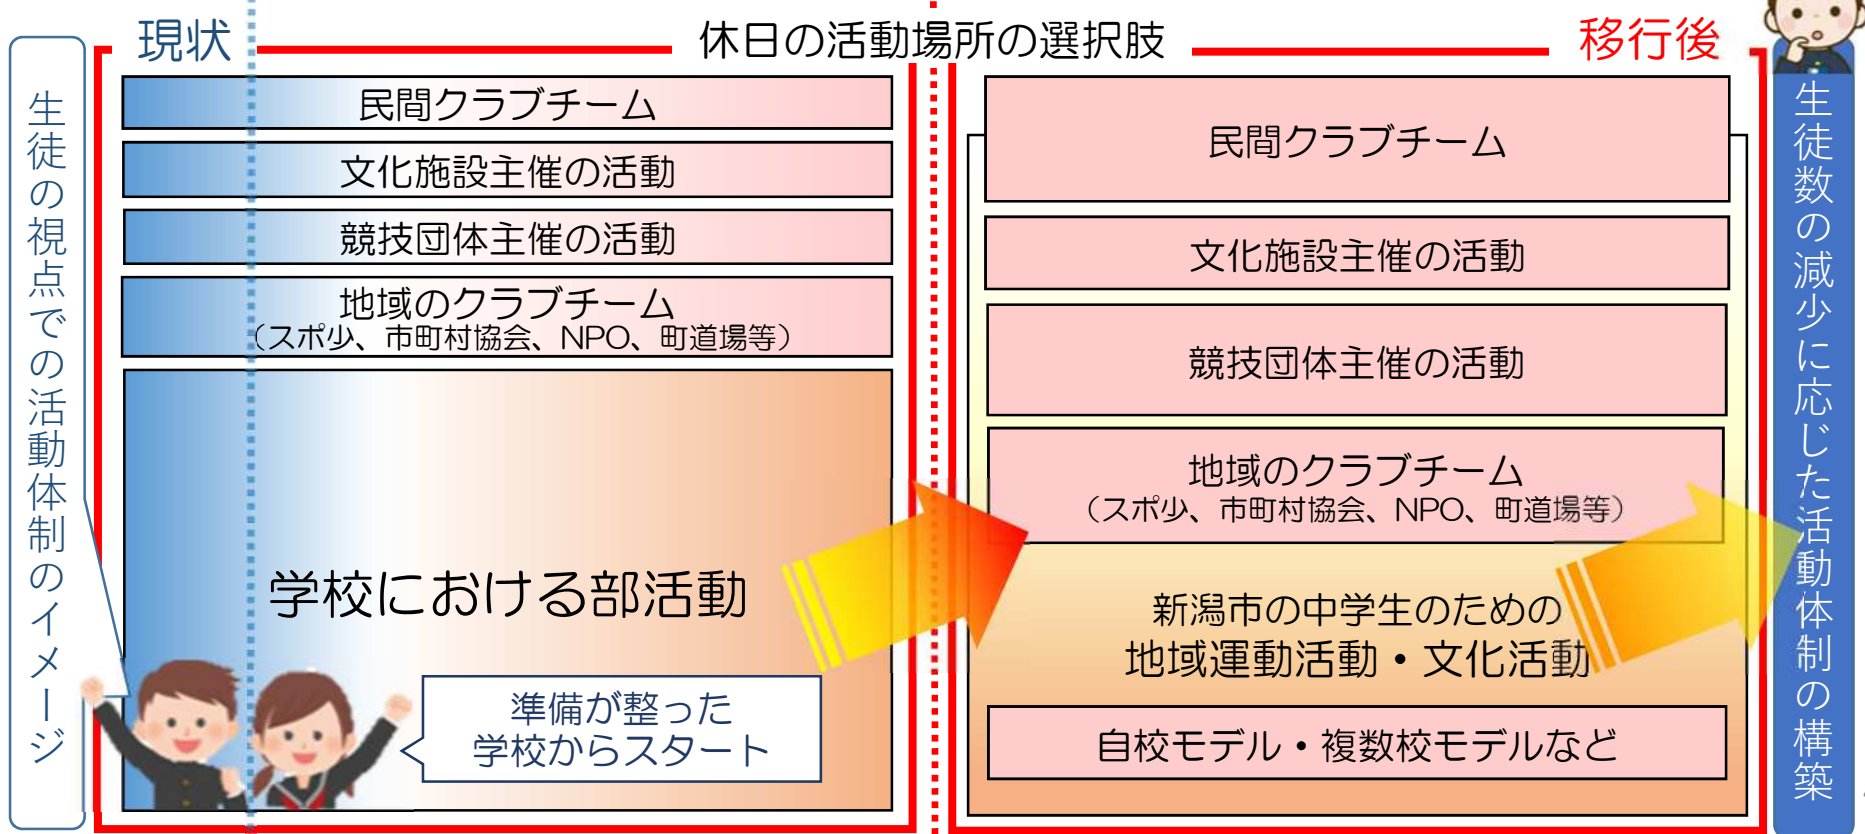 現状
休日の活動場所の選択肢
移行後
生徒の視点での活動体制のイメージ
民間クラブチーム
文化施設主催の活動
競技団体主催の活動
地域のクラブチーム
（スポ少、市町村協会、NPO、町道場等）
学校における部活動
準備が整った
学校からスタート
民間クラブチーム
文化施設主催の活動
競技団体主催の活動
地域のクラブチーム
（スポ少、市町村協会、NPO、町道場等）
新潟市の中学生のための
地域運動活動・文化活動
自校モデル・複数校モデルなど
生徒数の減少に応じた活動体制の構築